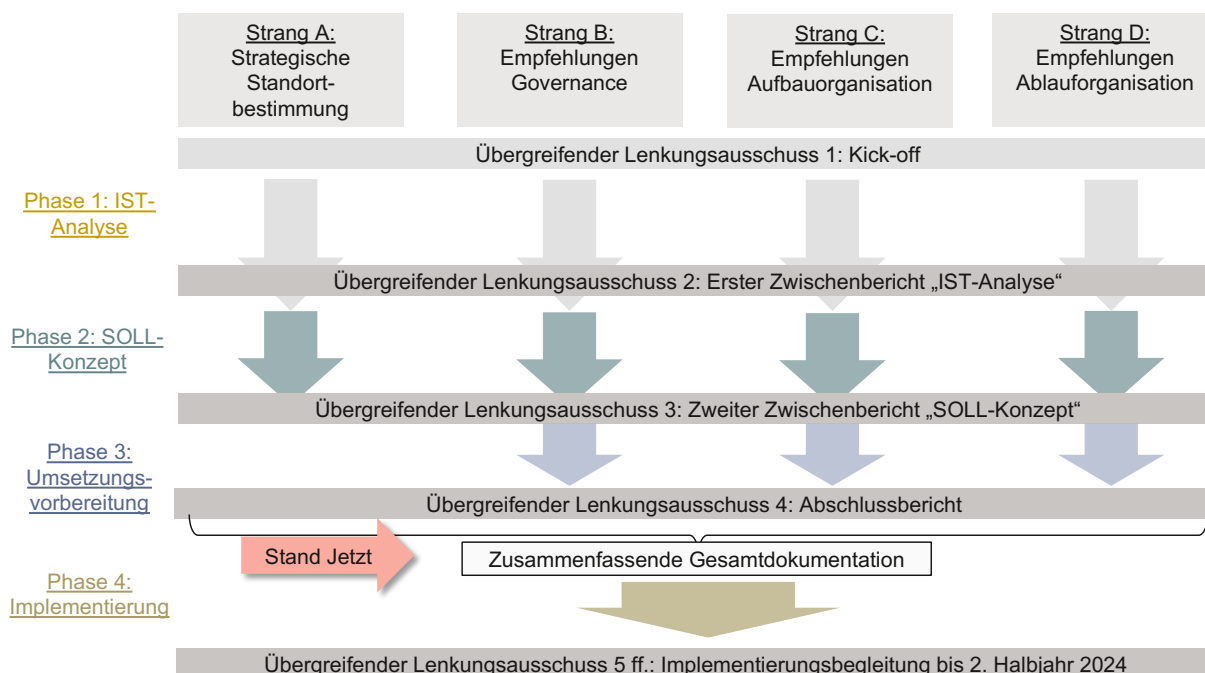 Strang A:
Strategische
Standort-
bestimmung
Strang B:
Empfehlungen
Governance
Strang C:
Empfehlungen
Aufbauorganisation
Strang D:
Empfehlungen
Ablauforganisation
Übergreifender Lenkungsausschuss 1: Kick-off
Phase 1: IST-
Analyse
Übergreifender Lenkungsausschuss 2: Erster Zwischenbericht „IST-Analyse“
Phase 2: SOLL-
Konzept
Übergreifender Lenkungsausschuss 3: Zweiter Zwischenbericht „SOLL-Konzept“
Phase 3:
Umsetzungs-
vorbereitung
Übergreifender Lenkungsausschuss 4: Abschlussbericht
Stand Jetzt
Zusammenfassende Gesamtdokumentation
Phase 4:
Implementierung
Übergreifender Lenkungsausschuss 5 ff.: Implementierungsbegleitung bis 2. Halbjahr 2024